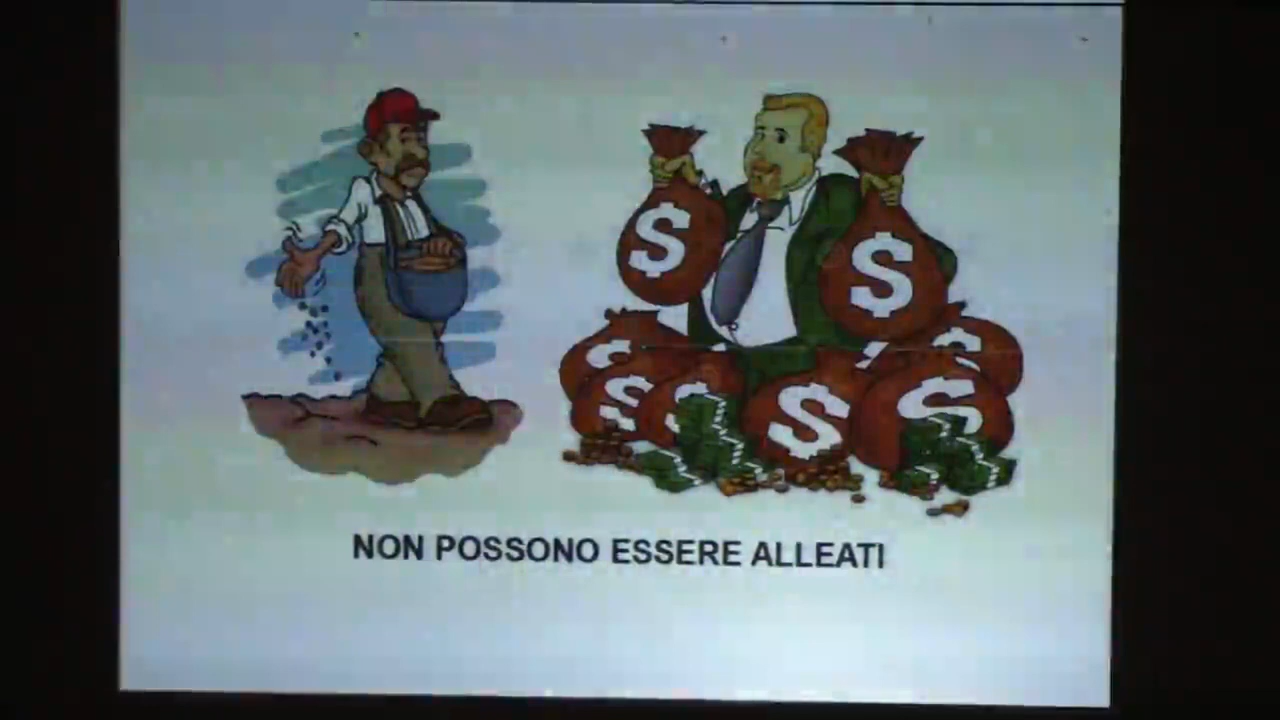 $ $
$ $ $ $ $ $
NON POSSONO ESSERE ALLEATI